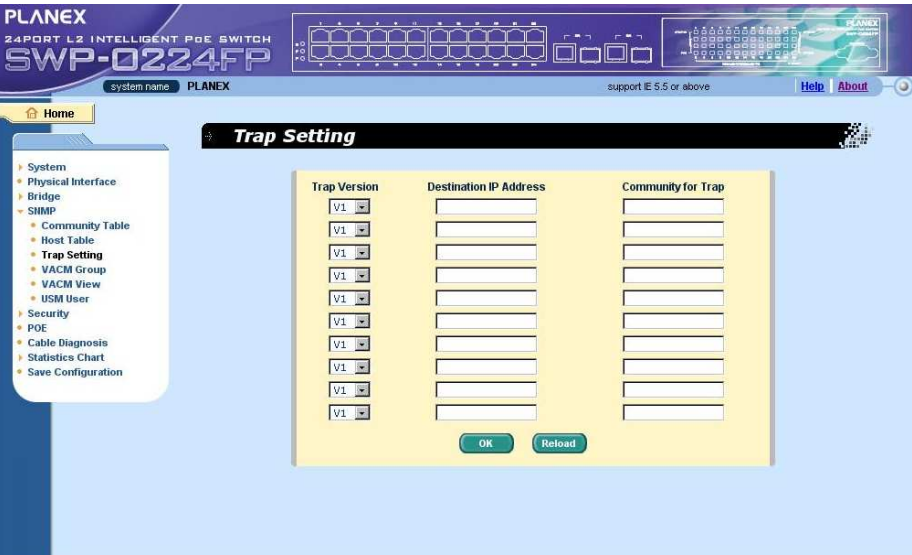 PLANEX
24PORT L2 INTELLIGENT POE SWITCH
SWP-0224FP
PLANEX
system name PLANEX support IE 5.5 or above Help About
Home
Trap Setting
System
Physical Interface
Bridge
SNMP
Community Table
Host Table
Trap Setting
VACM Group
VACM View
USM User
Security
POE
Cable Diagnosis
Statistics Chart
Save Configuration
Trap Version Destination IP Address Community for Trap
V1
V1
V1
V1
V1
V1
V1
V1
V1
V1
OK Reload